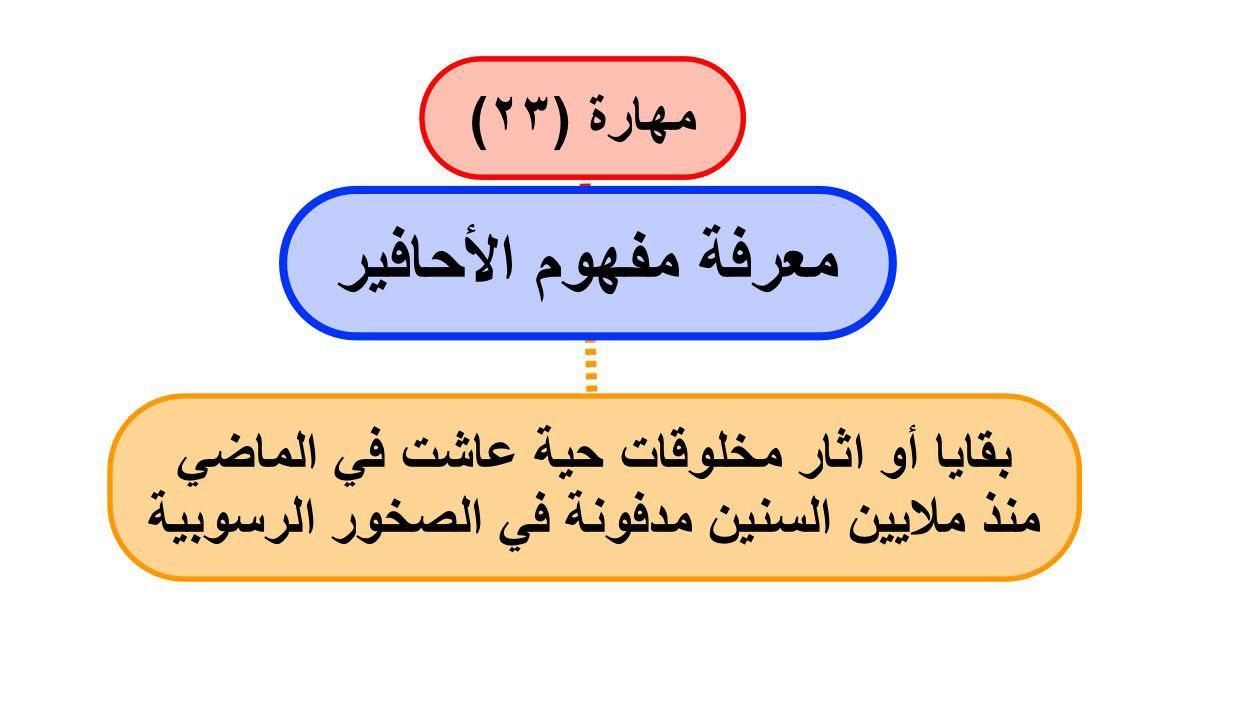 مهارة (٢٣)
معرفة مفهوم الأحافير
بقايا أو اثار مخلوقات حية عاشت في الماضي
منذ ملايين السنين مدفونة في الصخور الرسوبية